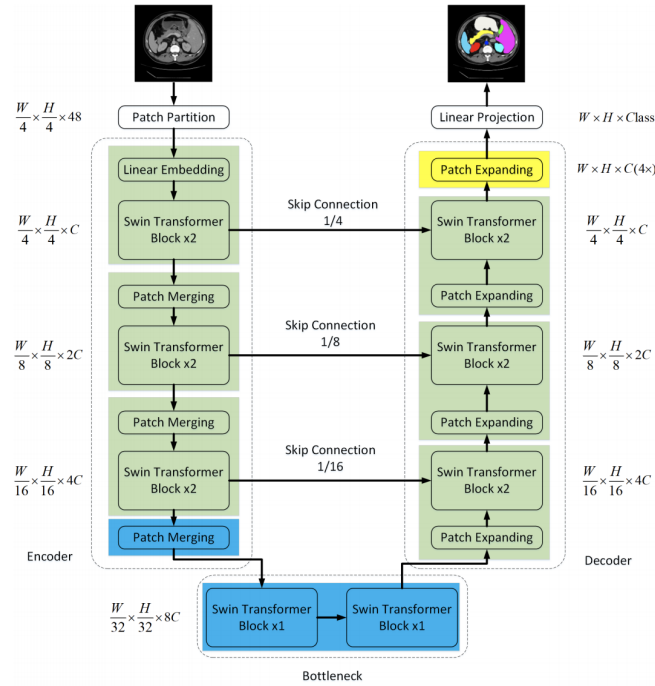 W/4 × H/4 × 48
Patch Partition
Linear Projection
W × H × Class
Linear Embedding
Patch Expanding
W × H × C(4×)
W/4 × H/4 × C
Swin Transformer
Block x2
Skip Connection
1/4
Swin Transformer
Block x2
W/4 × H/4 × C
Patch Merging
Patch Expanding
W/8 × H/8 × 2C
Swin Transformer
Block x2
Skip Connection
1/8
Swin Transformer
Block x2
W/8 × H/8 × 2C
Patch Merging
Patch Expanding
W/16 × H/16 × 4C
Swin Transformer
Block x2
Skip Connection
1/16
Swin Transformer
Block x2
W/16 × H/16 × 4C
Patch Merging
Patch Expanding
Encoder
Decoder
W/32 × H/32 × 8C
Swin Transformer
Block x1
Swin Transformer
Block x1
Bottleneck